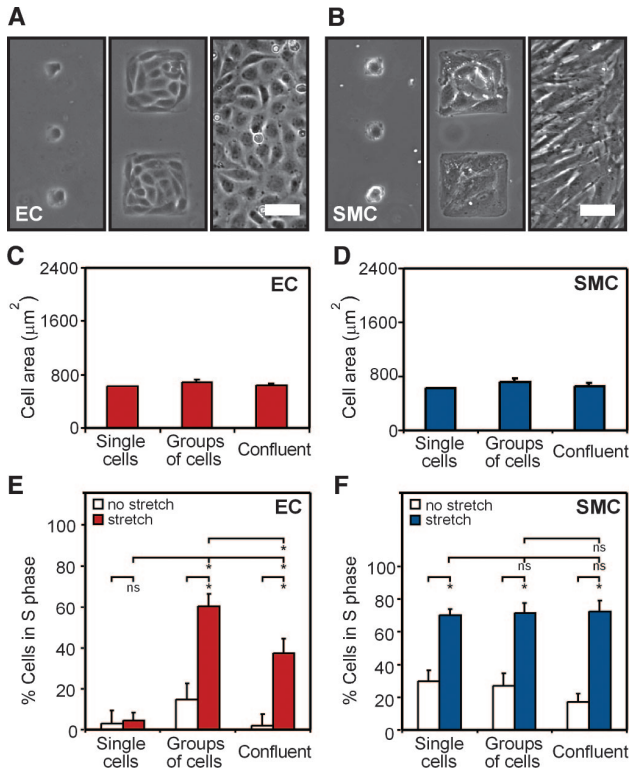 A
B
EC
SMC
C
D
EC
SMC
Cell area (μm²)
2400
1600
800
0
Single cells
Groups of cells
Confluent
Cell area (μm²)
2400
1600
800
0
Single cells
Groups of cells
Confluent
E
F
EC
SMC
no stretch
stretch
% Cells in S phase
100
80
60
40
20
0
ns
*
*
*
*
*
Single cells
Groups of cells
Confluent
no stretch
stretch
% Cells in S phase
100
80
60
40
20
0
ns
ns
ns
*
*
*
Single cells
Groups of cells
Confluent